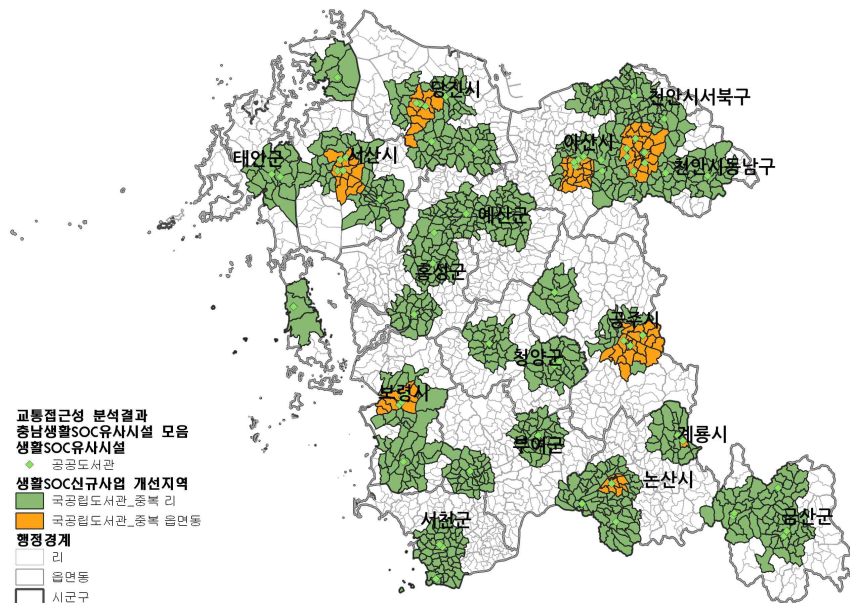 당진시
천안시서북구
아산시
태안군
서산시
천안시동남구
예산군
홍성군
공주시
청양군
보령시
계룡시
부여군
논산시
서천군
금산군
교통접근성 분석결과
충남생활SOC유사시설 모음
생활SOC유사시설
공공도서관
생활SOC신규사업 개선지역
국공립도서관_중복 리
국공립도서관_중복 읍면동
행정경계
리
읍면동
시군구